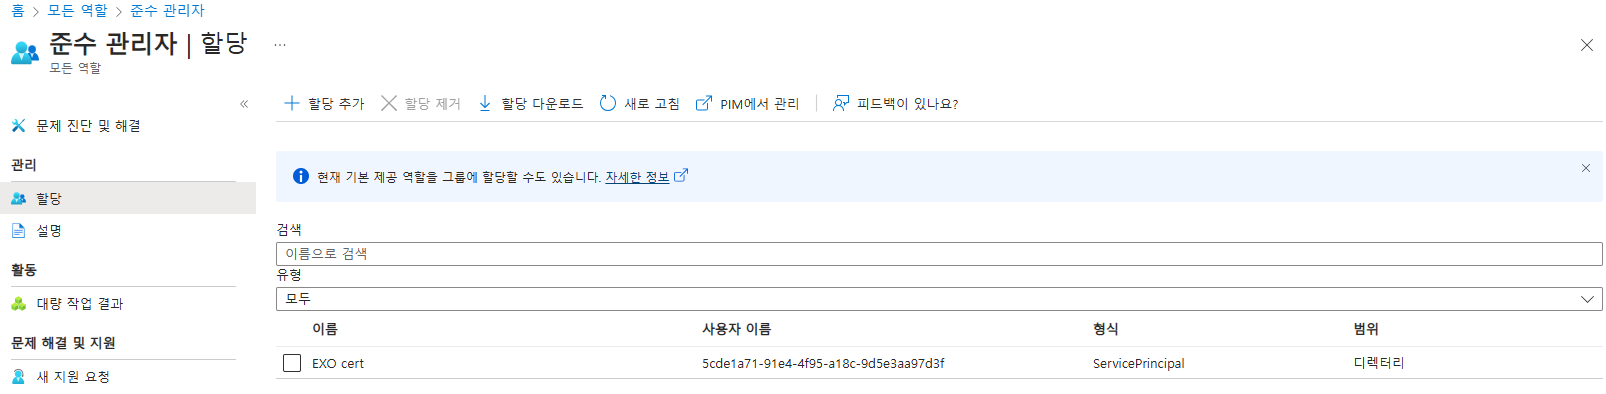 홈 > 모든 역할 > 준수 관리자
준수 관리자 | 할당 ...
모든 역할
«
문제 진단 및 해결
관리
할당
설명
활동
대량 작업 결과
문제 해결 및 지원
새 지원 요청
할당 추가 할당 제거 할당 다운로드 새로 고침 PIM에서 관리 피드백이 있나요?
현재 기본 제공 역할을 그룹에 할당할 수도 있습니다. 자세한 정보
검색
이름으로 검색
유형
모두
이름 사용자 이름 형식 범위
EXO cert 5cde1a71-91e4-4f95-a18c-9d5e3aa97d3f ServicePrincipal 디렉터리